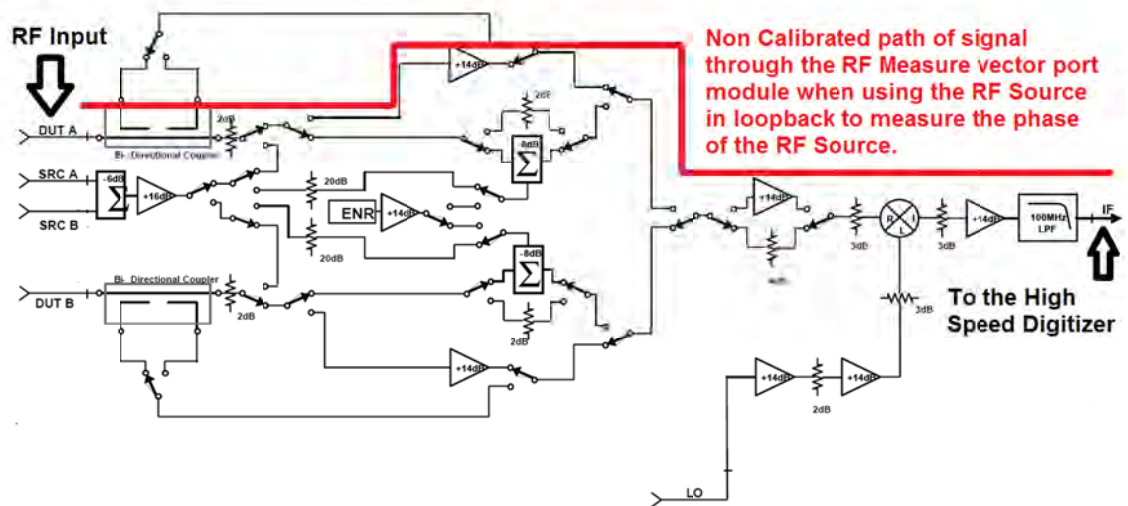 RF Input
Non Calibrated path of signal
through the RF Measure vector port
module when using the RF Source
in loopback to measure the phase
of the RF Source.
+14dB
2dB
2dB
DUT A
Bi- Directional Coupler
-8dB
Σ
SRC A
-6dB
Σ
+16dB
SRC B
20dB
ENR
+14dB
20dB
+14dB
R
I
L
3dB
3dB
+14dB
100MHz
LPF
IF
Bi- Directional Coupler
-8dB
Σ
DUT B
2dB
2dB
3dB
To the High
Speed Digitizer
+14dB
+14dB
2dB
+14dB
LO